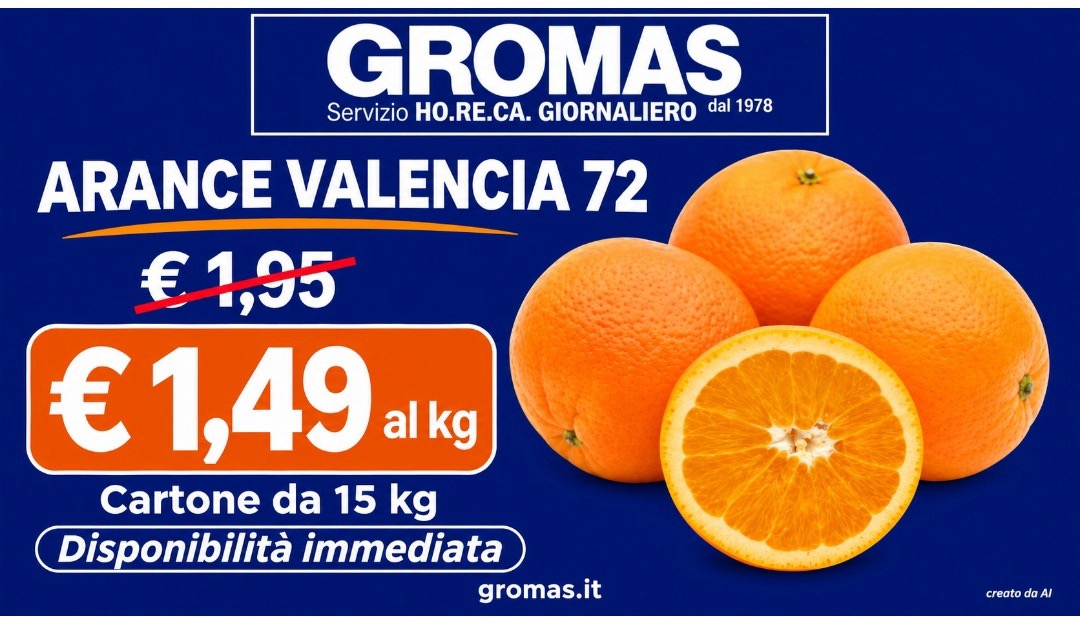 GROMAS
Servizio HO.RE.CA. GIORNALIERO dal 1978
ARANCE VALENCIA 72
€ 1,95
€ 1,49 al kg
Cartone da 15 kg
Disponibilità immediata
gromas.it
creato da AI